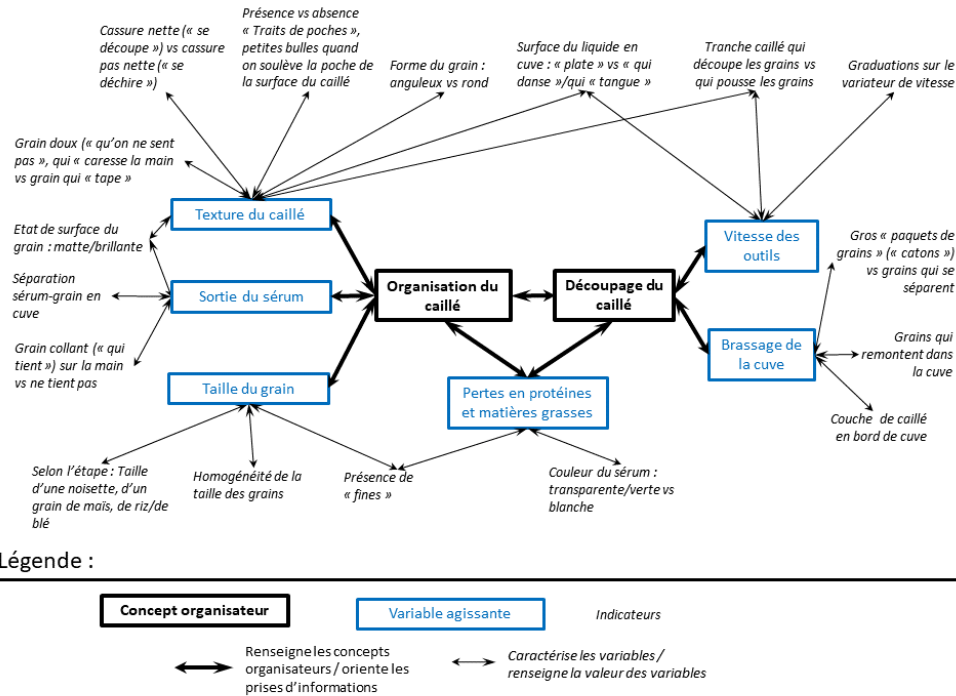 Cassure nette (« se
découpe ») vs cassure
pas nette (« se
déchire »)
Présence vs absence
« Traits de poches »,
petites bulles quand
on soulève la poche de
la surface du caillé
Forme du grain :
anguleux vs rond
Surface du liquide en
cuve : « plate » vs « qui
danse »/qui « tangue »
Tranche caillé qui
découpe les grains vs
qui pousse les grains
Graduations sur le
variateur de vitesse
Grain doux (« qu’on ne sent
pas », qui « caresse la main
vs grain qui « tape »
Etat de surface du
grain : matte/brillante
Séparation
sérum-grain en
cuve
Grain collant (« qui
tient ») sur la main
vs ne tient pas
Texture du caillé
Sortie du sérum
Taille du grain
Organisation du
caillé
Découpage du
caillé
Pertes en protéines
et matières grasses
Vitesse des
outils
Brassage de
la cuve
Gros « paquets de
grains » (« catons »)
vs grains qui se
séparent
Grains qui
remontent dans
la cuve
Couche de caillé
en bord de cuve
Selon l’étape : Taille
d’une noisette, d’un
grain de maïs, de riz/de
blé
Homogénéité de la
taille des grains
Présence de
« fines »
Couleur du sérum :
transparente/verte vs
blanche
Légende :
Concept organisateur
Variable agissante
Indicateurs
Renseigne les concepts
organisateurs / oriente les
prises d’informations
Caractérise les variables /
renseigne la valeur des variables